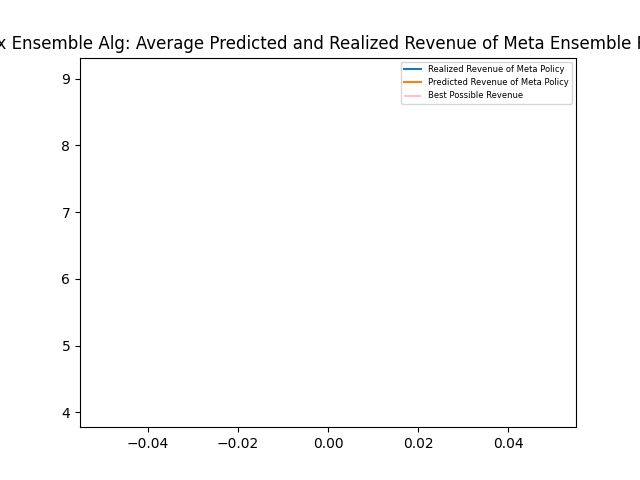 x Ensemble Alg: Average Predicted and Realized Revenue of Meta Ensemble
Realized Revenue of Meta Policy
Predicted Revenue of Meta Policy
Best Possible Revenue
9
8
7
6
5
4
−0.04 −0.02 0.00 0.02 0.04